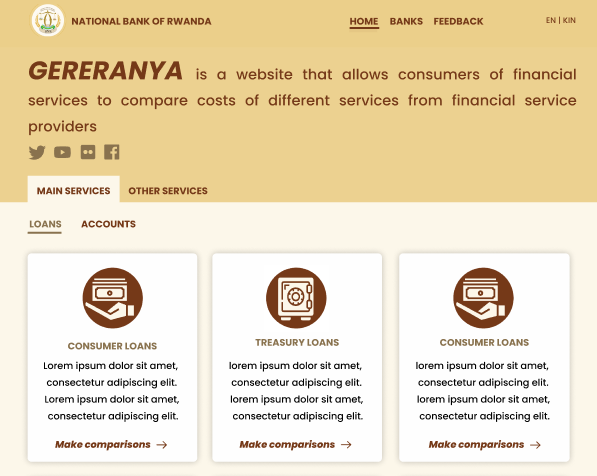 NATIONAL BANK OF RWANDA
HOME BANKS FEEDBACK
EN | KIN
GERERANYA is a website that allows consumers of financial
services to compare costs of different services from financial service
providers
MAIN SERVICES OTHER SERVICES
LOANS ACCOUNTS
CONSUMER LOANS
Lorem ipsum dolor sit amet,
consectetur adipiscing elit.
Lorem ipsum dolor sit amet,
consectetur adipiscing elit.
Make comparisons →
TREASURY LOANS
lorem ipsum dolor sit amet,
consectetur adipiscing elit.
lorem ipsum dolor sit amet,
consectetur adipiscing elit.
Make comparisons →
CONSUMER LOANS
lorem ipsum dolor sit amet,
consectetur adipiscing elit.
lorem ipsum dolor sit amet,
consectetur adipiscing elit.
Make comparisons →